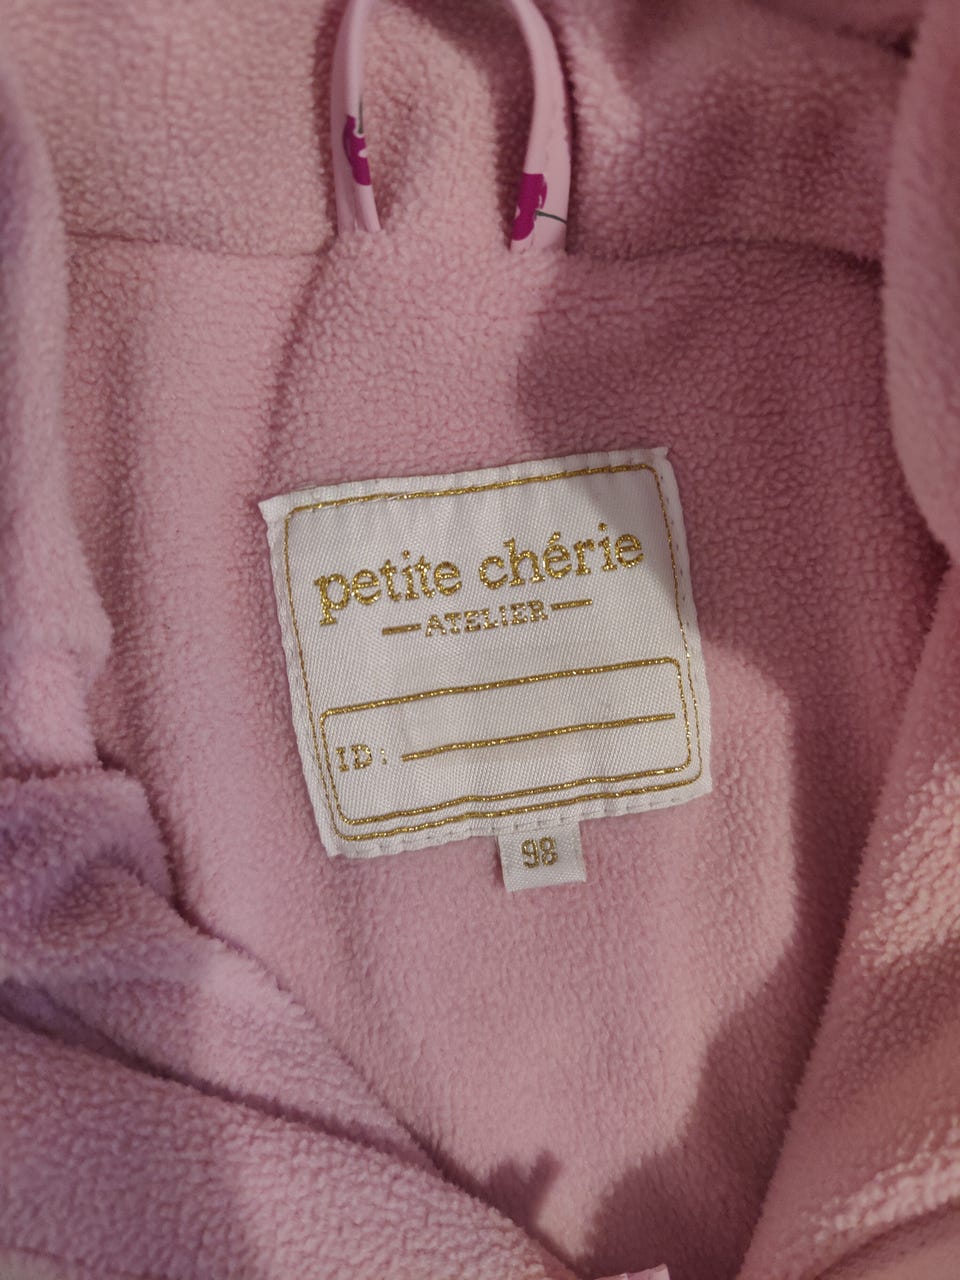 petite chérie
ATELIER
ID:
98